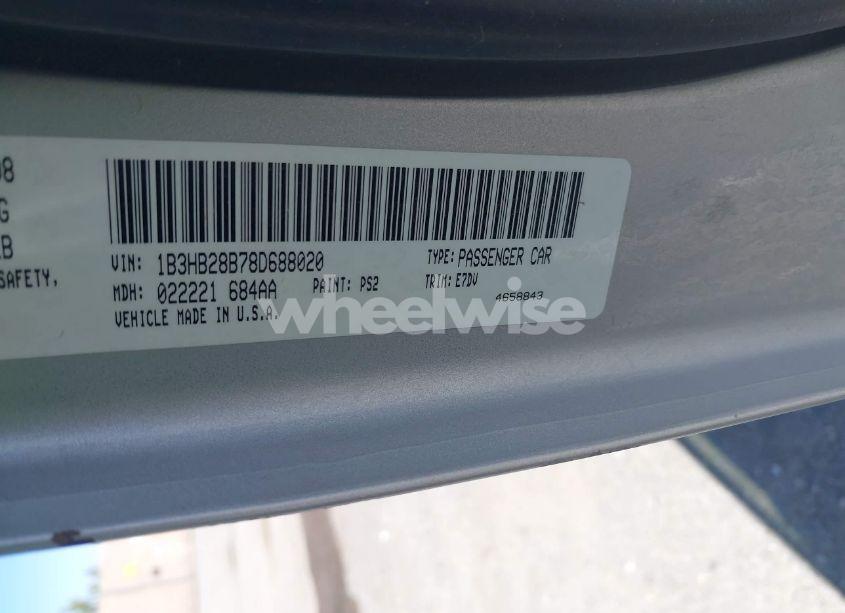 08
G
LB
SAFETY,
VIN: 1B3HB28B78D688020 TYPE: PASSENGER CAR
MDH: 022221 684AA PAINT: PS2 TRIM: E7DV
VEHICLE MADE IN U.S.A. 4658843
wheelwise